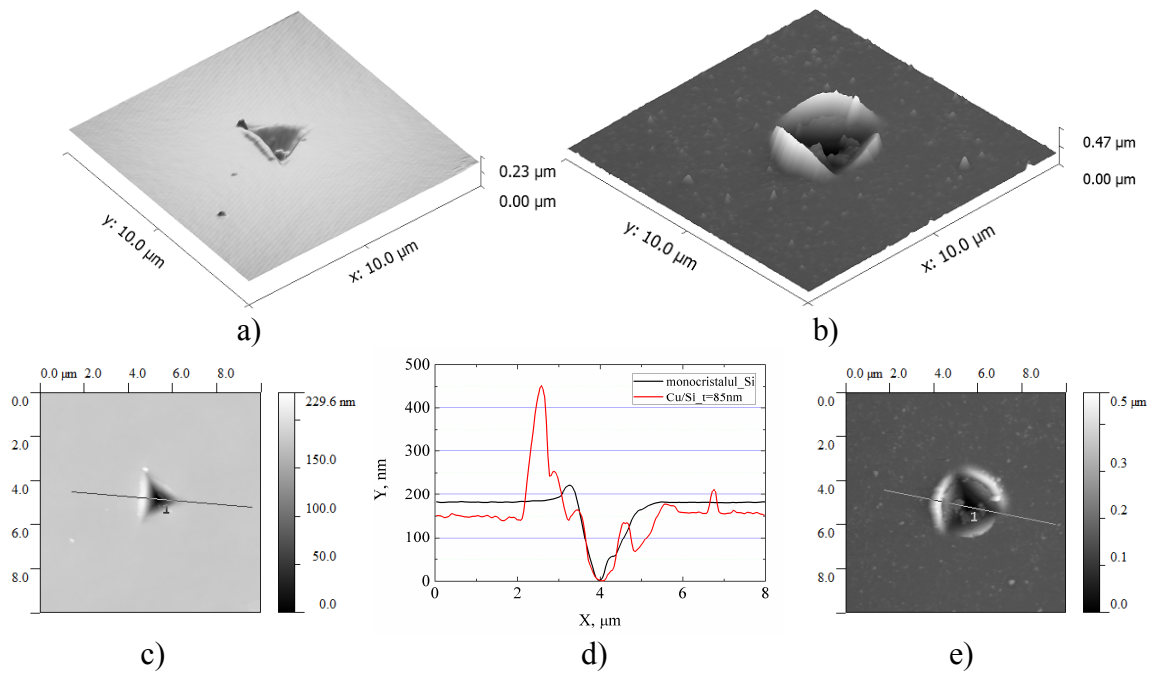 0.23 µm
0.00 µm
y: 10.0 µm
x: 10.0 µm
a)
0.47 µm
0.00 µm
y: 10.0 µm
x: 10.0 µm
b)
0.0 µm 2.0 4.0 6.0 8.0
0.0
2.0
4.0
6.0
8.0
1
229.6 nm
150.0
100.0
50.0
0.0
c)
500
400
300
200
100
0
Y, nm
monocristalul_Si
Cu/Si_t=85nm
0 2 4 6 8
X, µm
d)
0.0 µm 2.0 4.0 6.0 8.0
0.0
2.0
4.0
6.0
8.0
1
0.5 µm
0.4
0.3
0.2
0.1
0.0
e)